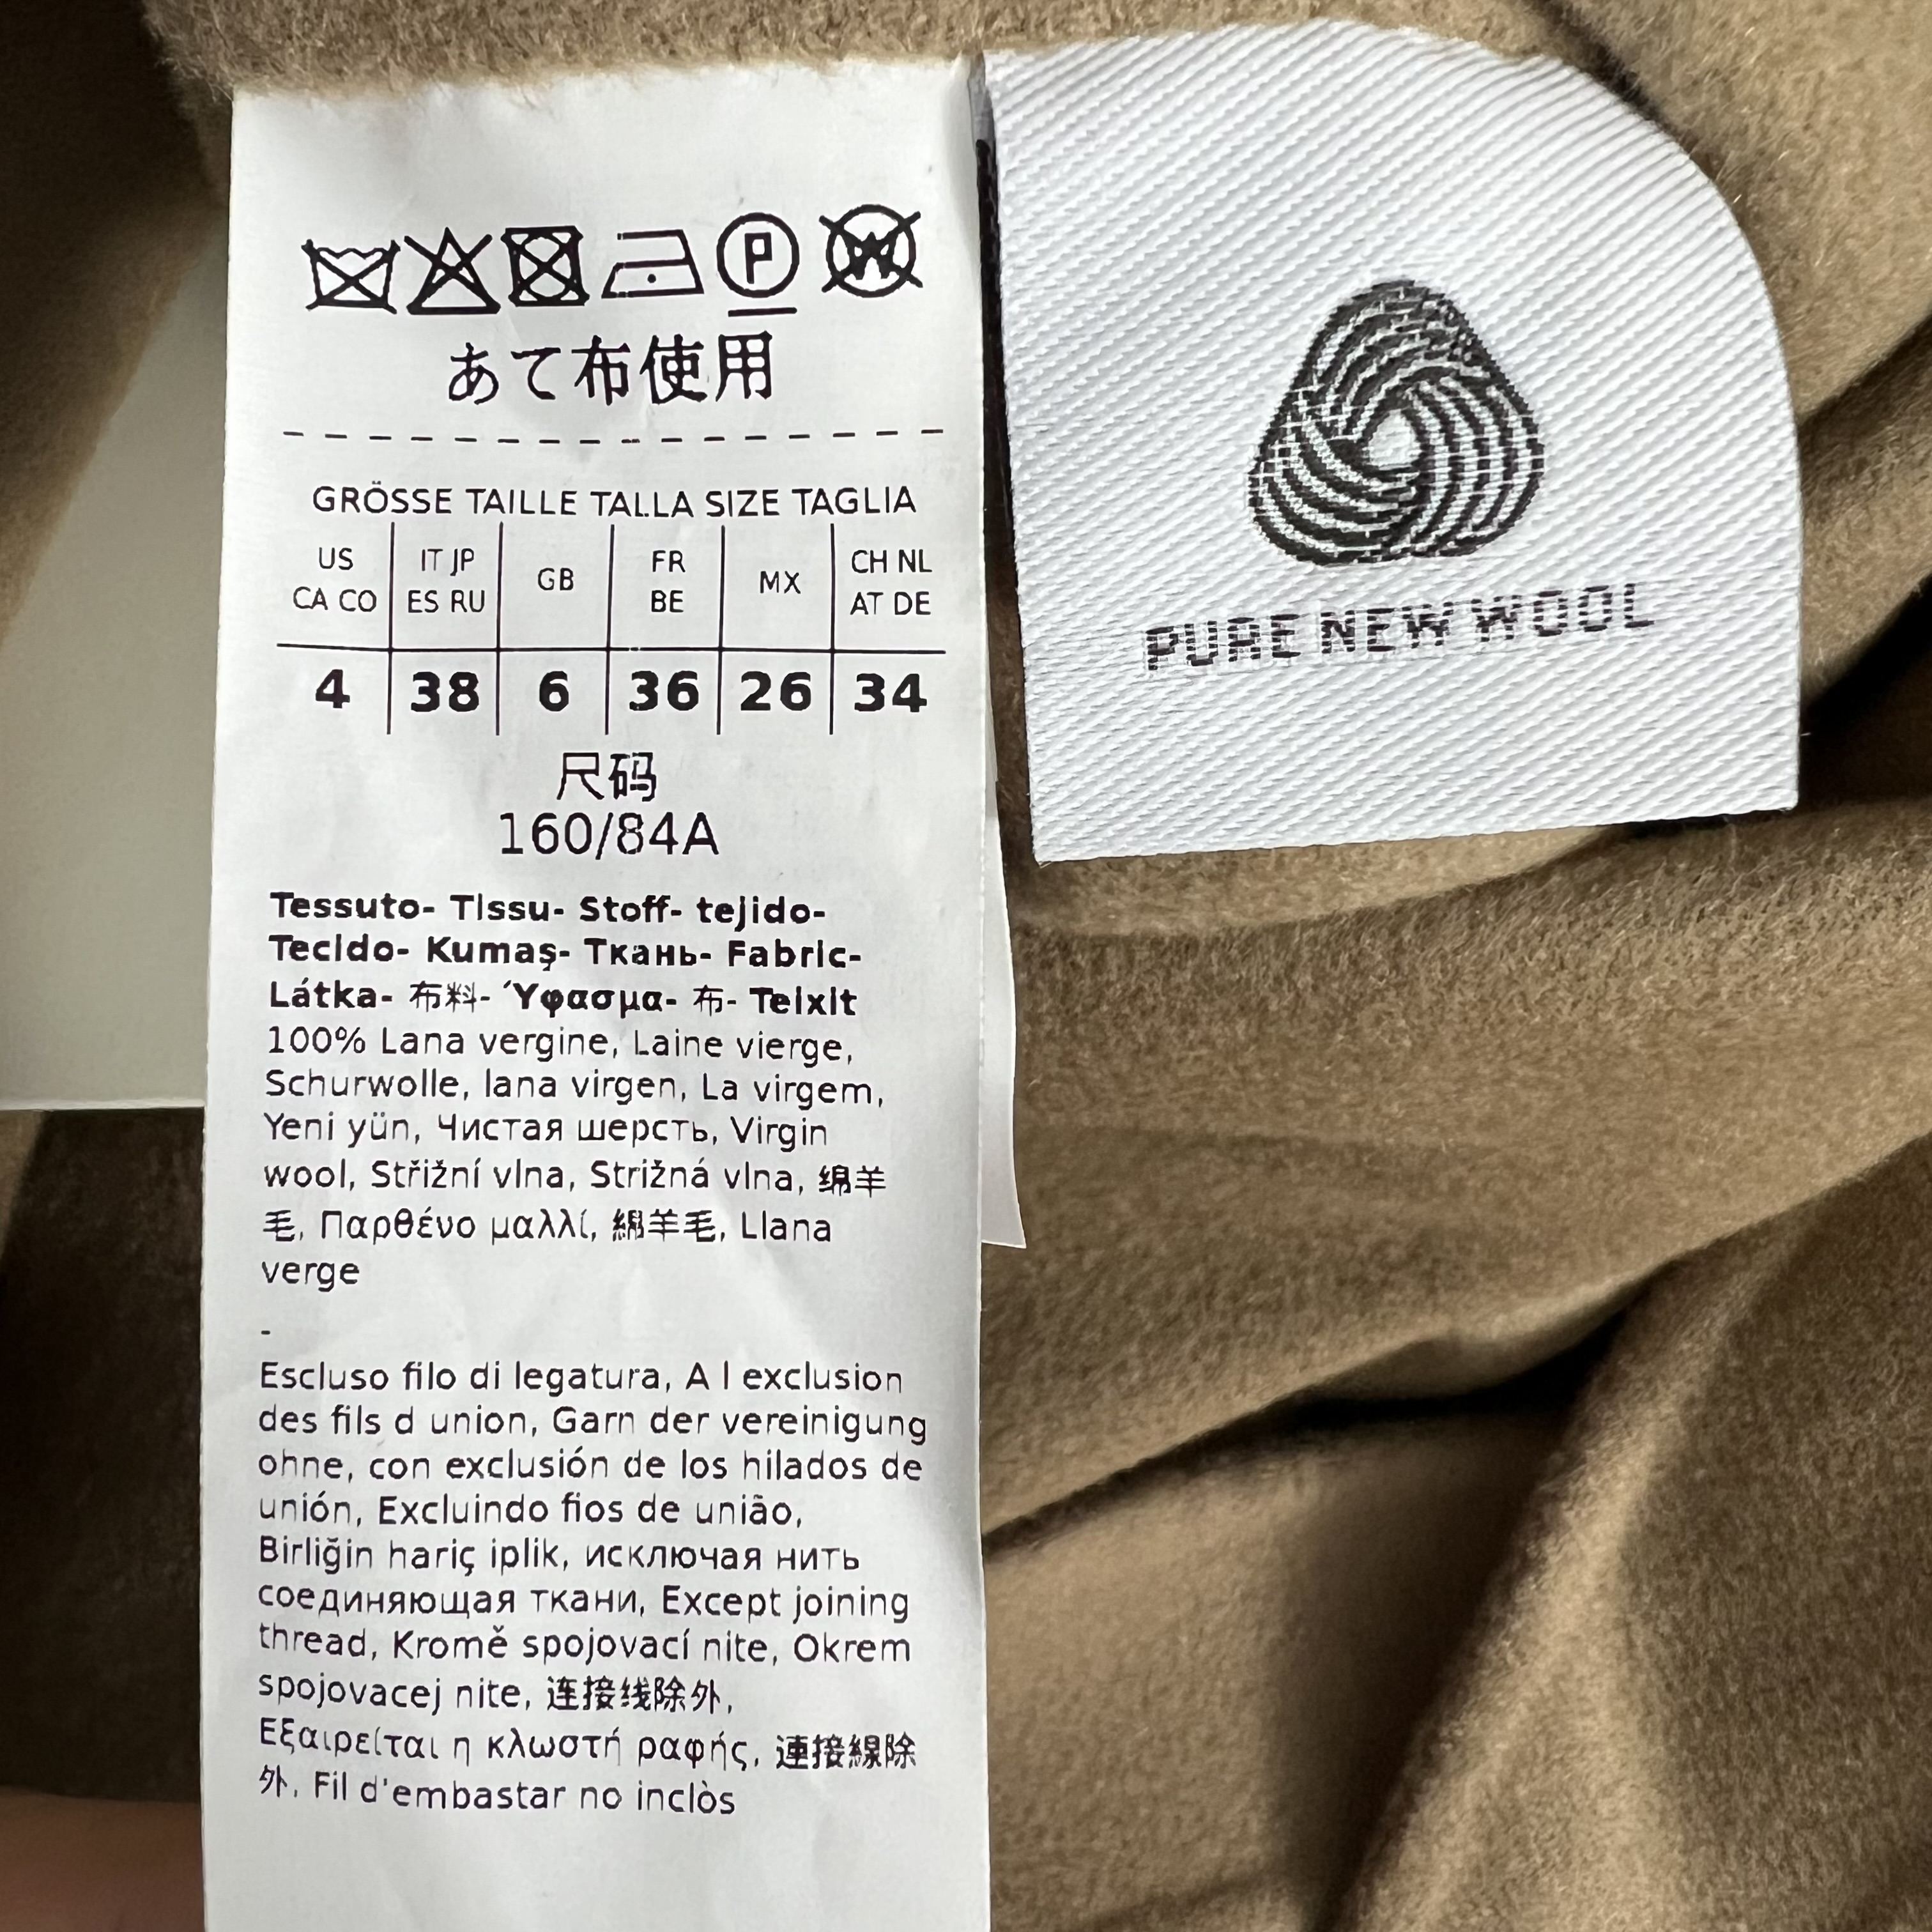 P
W
あて布使用
GRÖSSE TAILLE TALLA SIZE TAGLIA
US CA CO
IT JP ES RU
GB
FR BE
MX
CH NL AT DE
4 38 6 36 26 34
尺码
160/84A
Tessuto- Tissu- Stoff- tejido-
Tecido- Kumaş- Ткань- Fabric-
Látka- 布料- Ύφασμα- 布- Teixit
100% Lana vergine, Laine vierge,
Schurwolle, lana virgen, La virgem,
Yeni yün, Чистая шерсть, Virgin
wool, Střižní vlna, Strižná vlna, 绵羊
毛, Παρθένο μαλλί, 綿羊毛, Llana
verge
-
Escluso filo di legatura, A l exclusion
des fils d union, Garn der vereinigung
ohne, con exclusión de los hilados de
unión, Excluindo fios de união,
Birliğin hariç iplik, исключая нить
соединяющая ткани, Except joining
thread, Kromě spojovací nite, Okrem
spojovacej nite, 连接线除外,
Εξαιρείται η κλωστή ραφής, 連接線除
外, Fil d'embastar no inclòs
PURE NEW WOOL